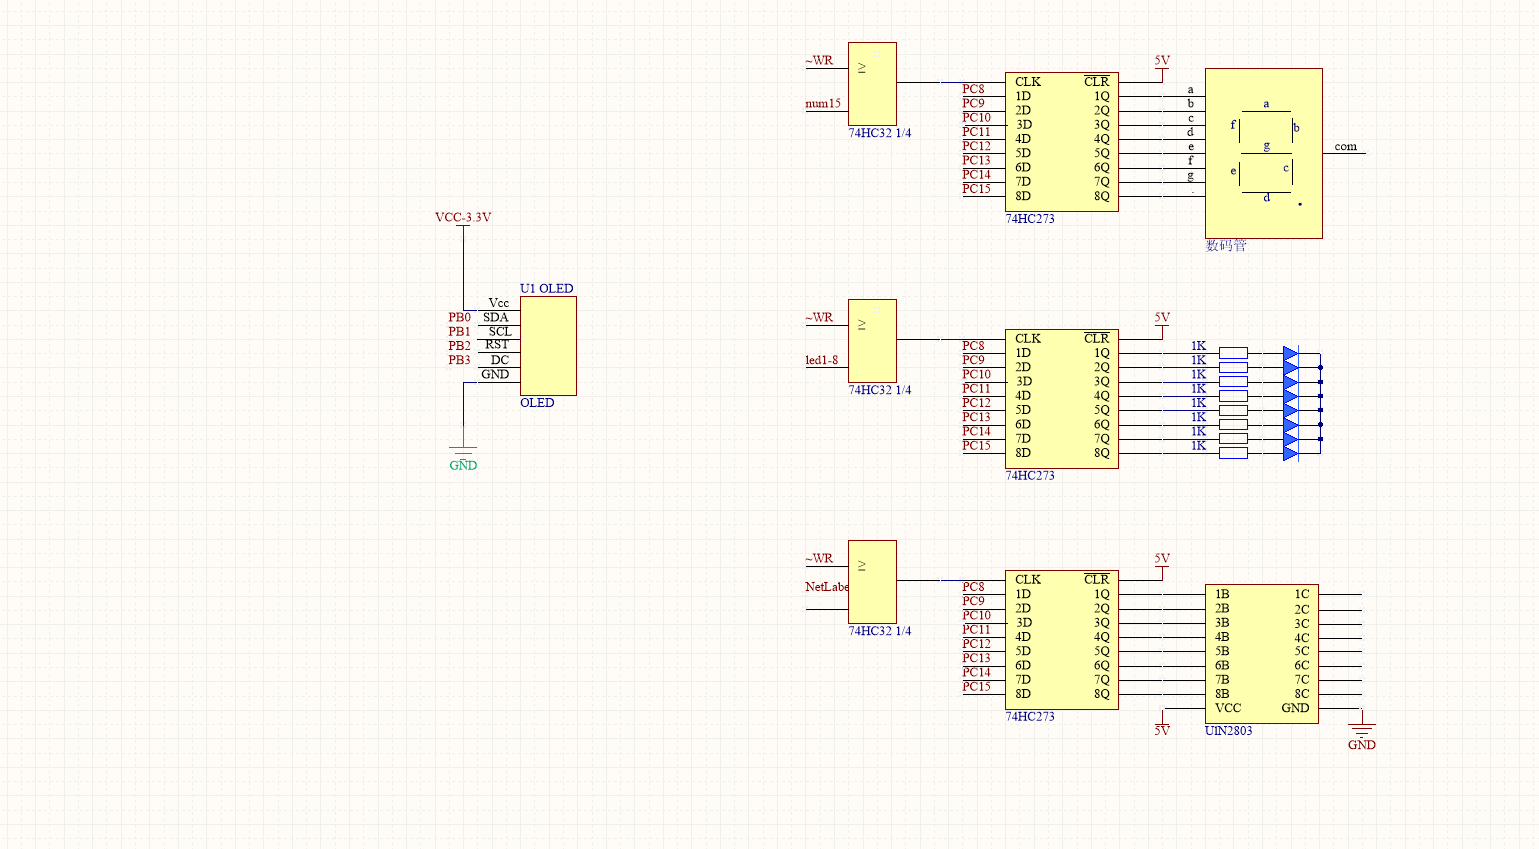 VCC-3.3V
U1 OLED
Vcc
PB0 SDA
PB1 SCL
PB2 RST
PB3 DC
GND
OLED
GND
~WR
≥
num15
74HC32 1/4
5V
CLK CLR
PC8 1D 1Q a
PC9 2D 2Q b
PC10 3D 3Q c
PC11 4D 4Q d
PC12 5D 5Q e
PC13 6D 6Q f
PC14 7D 7Q g
PC15 8D 8Q .
74HC273
a
f b
g
e c
d
com
数码管
~WR
≥
led1-8
74HC32 1/4
5V
CLK CLR
PC8 1D 1Q 1K
PC9 2D 2Q 1K
PC10 3D 3Q 1K
PC11 4D 4Q 1K
PC12 5D 5Q 1K
PC13 6D 6Q 1K
PC14 7D 7Q 1K
PC15 8D 8Q 1K
74HC273
~WR
≥
NetLabe
74HC32 1/4
5V
CLK CLR
PC8 1D 1Q 1B 1C
PC9 2D 2Q 2B 2C
PC10 3D 3Q 3B 3C
PC11 4D 4Q 4B 4C
PC12 5D 5Q 5B 5C
PC13 6D 6Q 6B 6C
PC14 7D 7Q 7B 7C
PC15 8D 8Q 8B 8C
VCC GND
74HC273
5V
UIN2803
GND